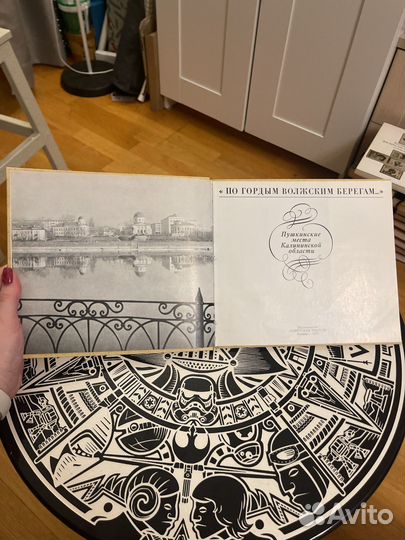 « ПО ГОРДЫМ ВОЛЖСКИМ БЕРЕГАМ... »
Пушкинские
места
Калининской
области
Avito